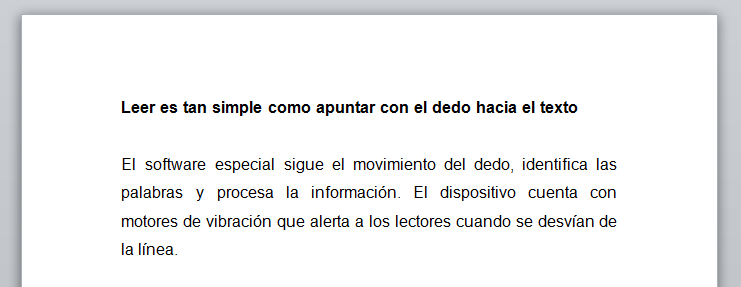 Leer es tan simple como apuntar con el dedo hacia el texto
El software especial sigue el movimiento del dedo, identifica las
palabras y procesa la información. El dispositivo cuenta con
motores de vibración que alerta a los lectores cuando se desvían de
la línea.